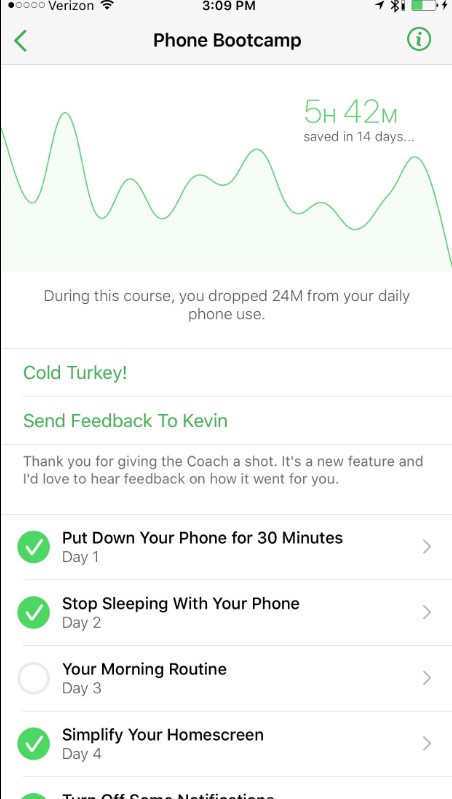 Verizon 3:09 PM
Phone Bootcamp
5H 42M
saved in 14 days...
During this course, you dropped 24M from your daily
phone use.
Cold Turkey!
Send Feedback To Kevin
Thank you for giving the Coach a shot. It's a new feature and
I'd love to hear feedback on how it went for you.
Put Down Your Phone for 30 Minutes
Day 1
Stop Sleeping With Your Phone
Day 2
Your Morning Routine
Day 3
Simplify Your Homescreen
Day 4
Turn Off Some Notifications